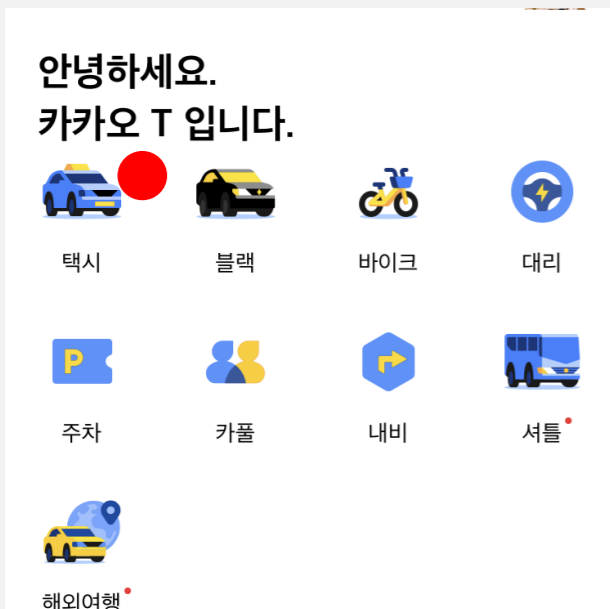 안녕하세요.
카카오 T 입니다.
택시 블랙 바이크 대리
P
주차 카풀 내비 셔틀
해외여행